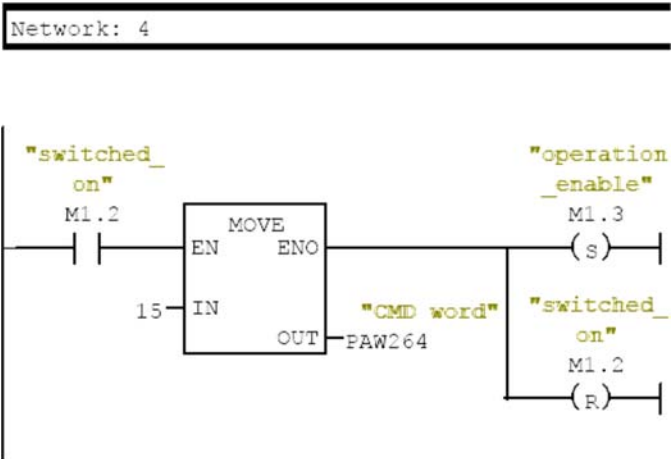 Network: 4
"switched_
on"
M1.2
MOVE
EN ENO
15 IN
OUT
"CMD word"
PAW264
"operation
_enable"
M1.3
S
"switched_
on"
M1.2
R